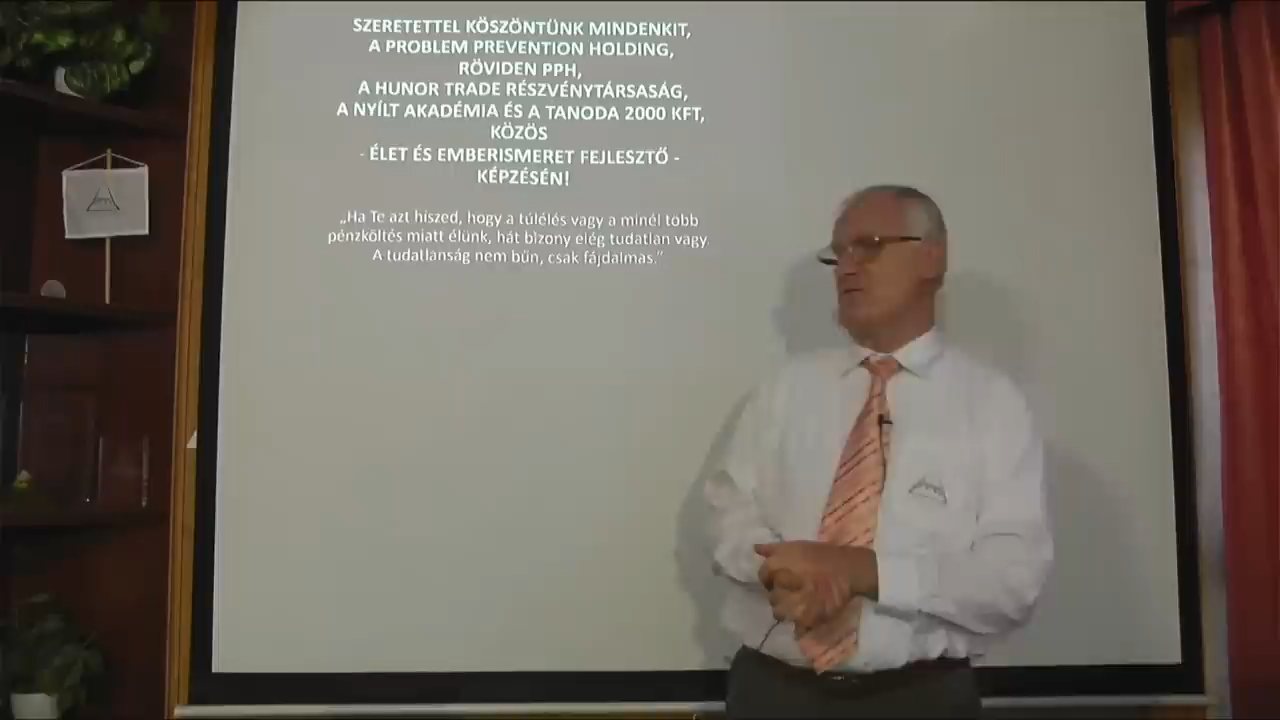 SZERETETTEL KÖSZÖNTÜNK MINDENKIT,
A PROBLEM PREVENTION HOLDING,
RÖVIDEN PPH,
A HUNOR TRADE RÉSZVÉNYTÁRSASÁG,
A NYÍLT AKADÉMIA ÉS A TANODA 2000 KFT,
KÖZÖS
- ÉLET ÉS EMBERISMERET FEJLESZTŐ -
KÉPZÉSÉN!
„Ha Te azt hiszed, hogy a túlélés vagy a minél több
pénzköltés miatt élünk, hát bizony elég tudatlan vagy.
A tudatlanság nem bűn, csak fájdalmas.”